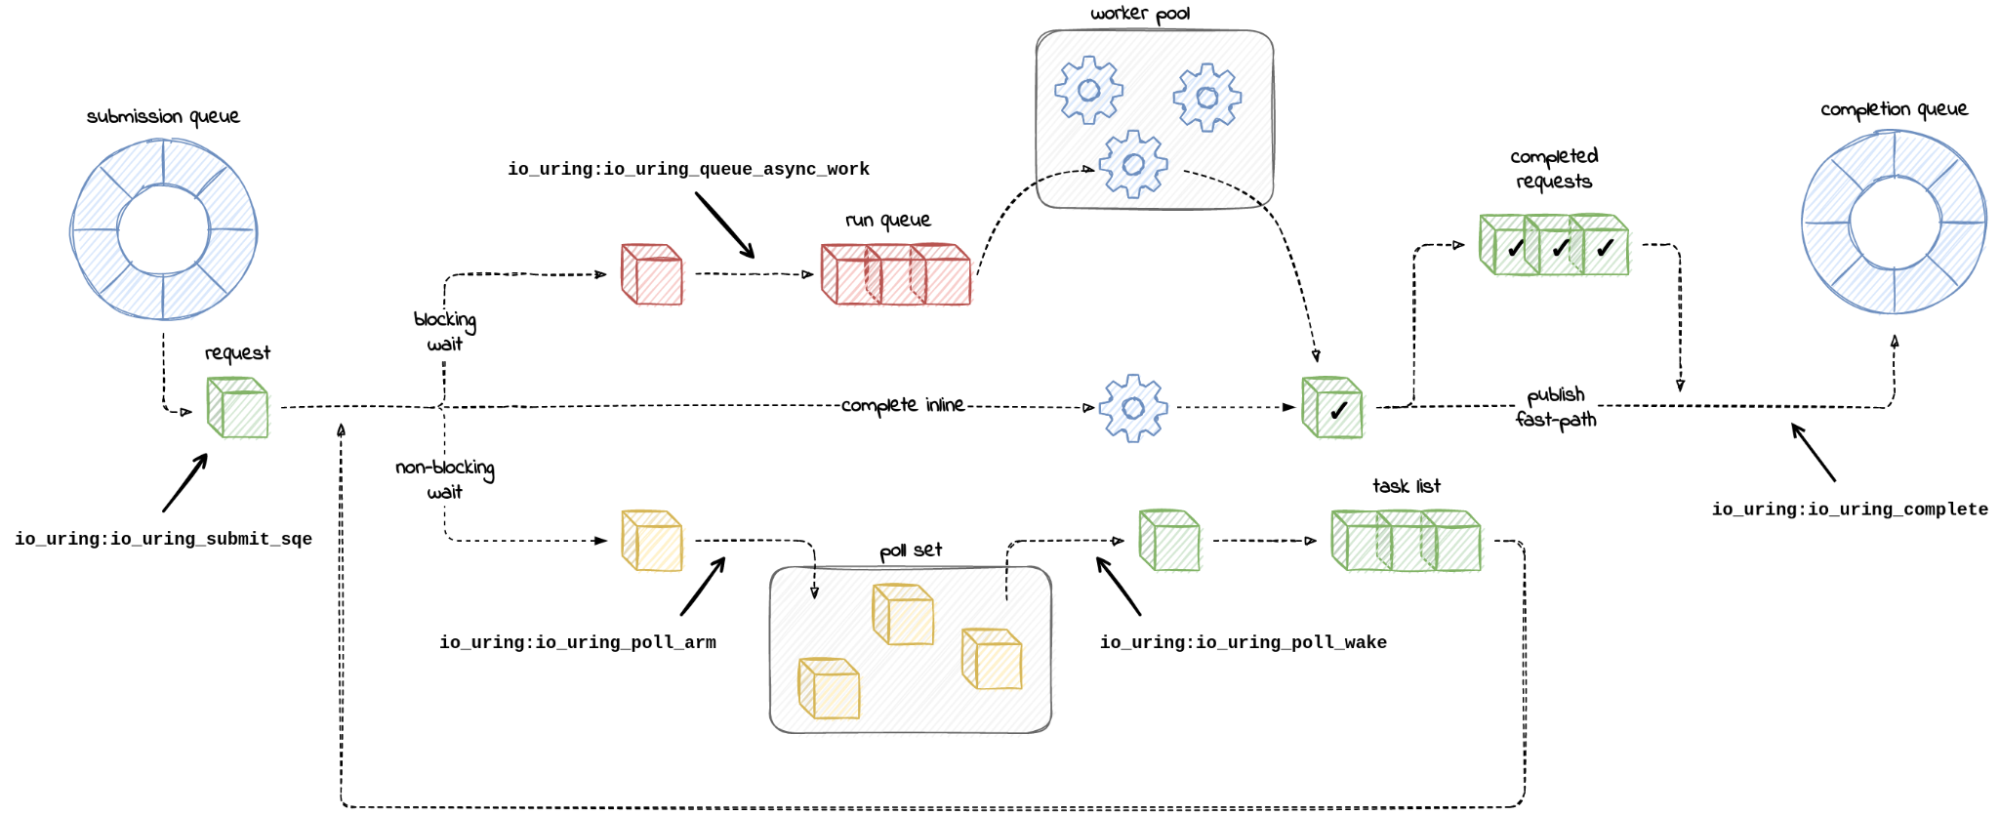 worker pool
submission queue
completion queue
io_uring:io_uring_queue_async_work
completed
requests
run queue
blocking
wait
request
complete inline
publish
fast-path
non-blocking
wait
task list
io_uring:io_uring_submit_sqe
io_uring:io_uring_complete
poll set
io_uring:io_uring_poll_arm
io_uring:io_uring_poll_wake